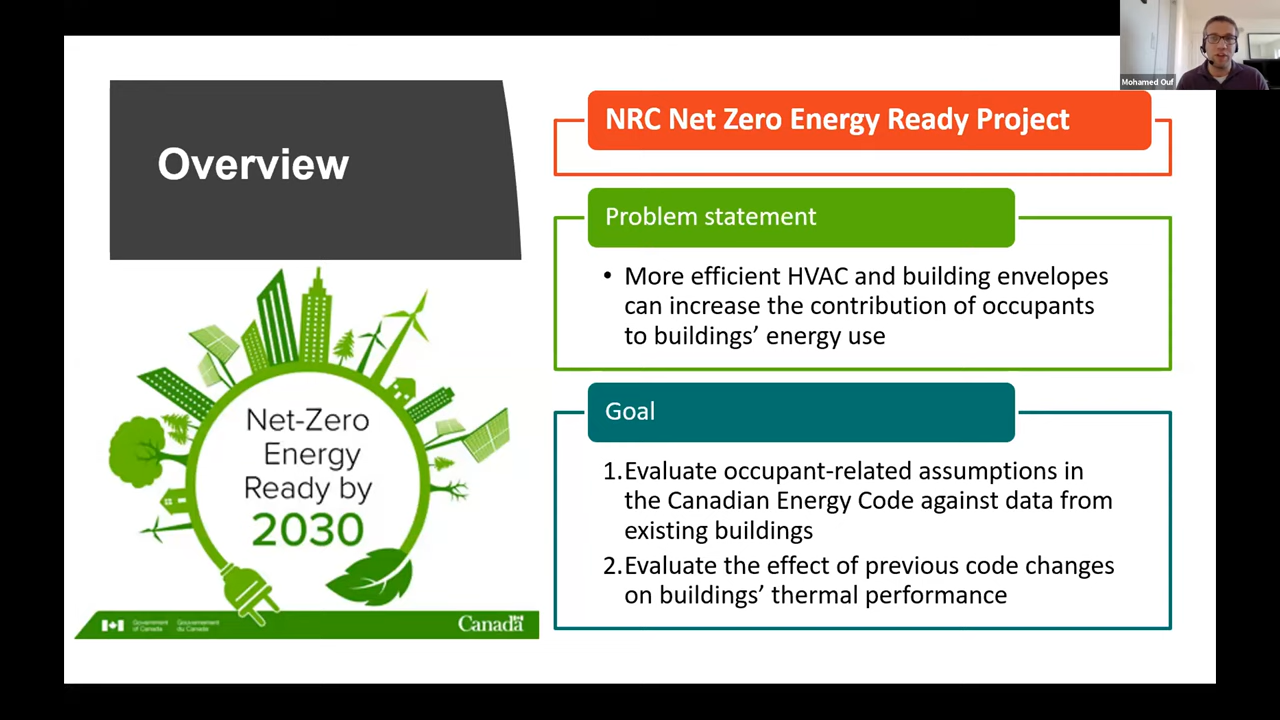 Mohamed Ouf
Overview
NRC Net Zero Energy Ready Project
Problem statement
• More efficient HVAC and building envelopes
can increase the contribution of occupants
to buildings’ energy use
Goal
1.Evaluate occupant-related assumptions in
the Canadian Energy Code against data from
existing buildings
2.Evaluate the effect of previous code changes
on buildings’ thermal performance
Net-Zero
Energy
Ready by
2030
Government
of Canada
Gouvernement
du Canada
Canada